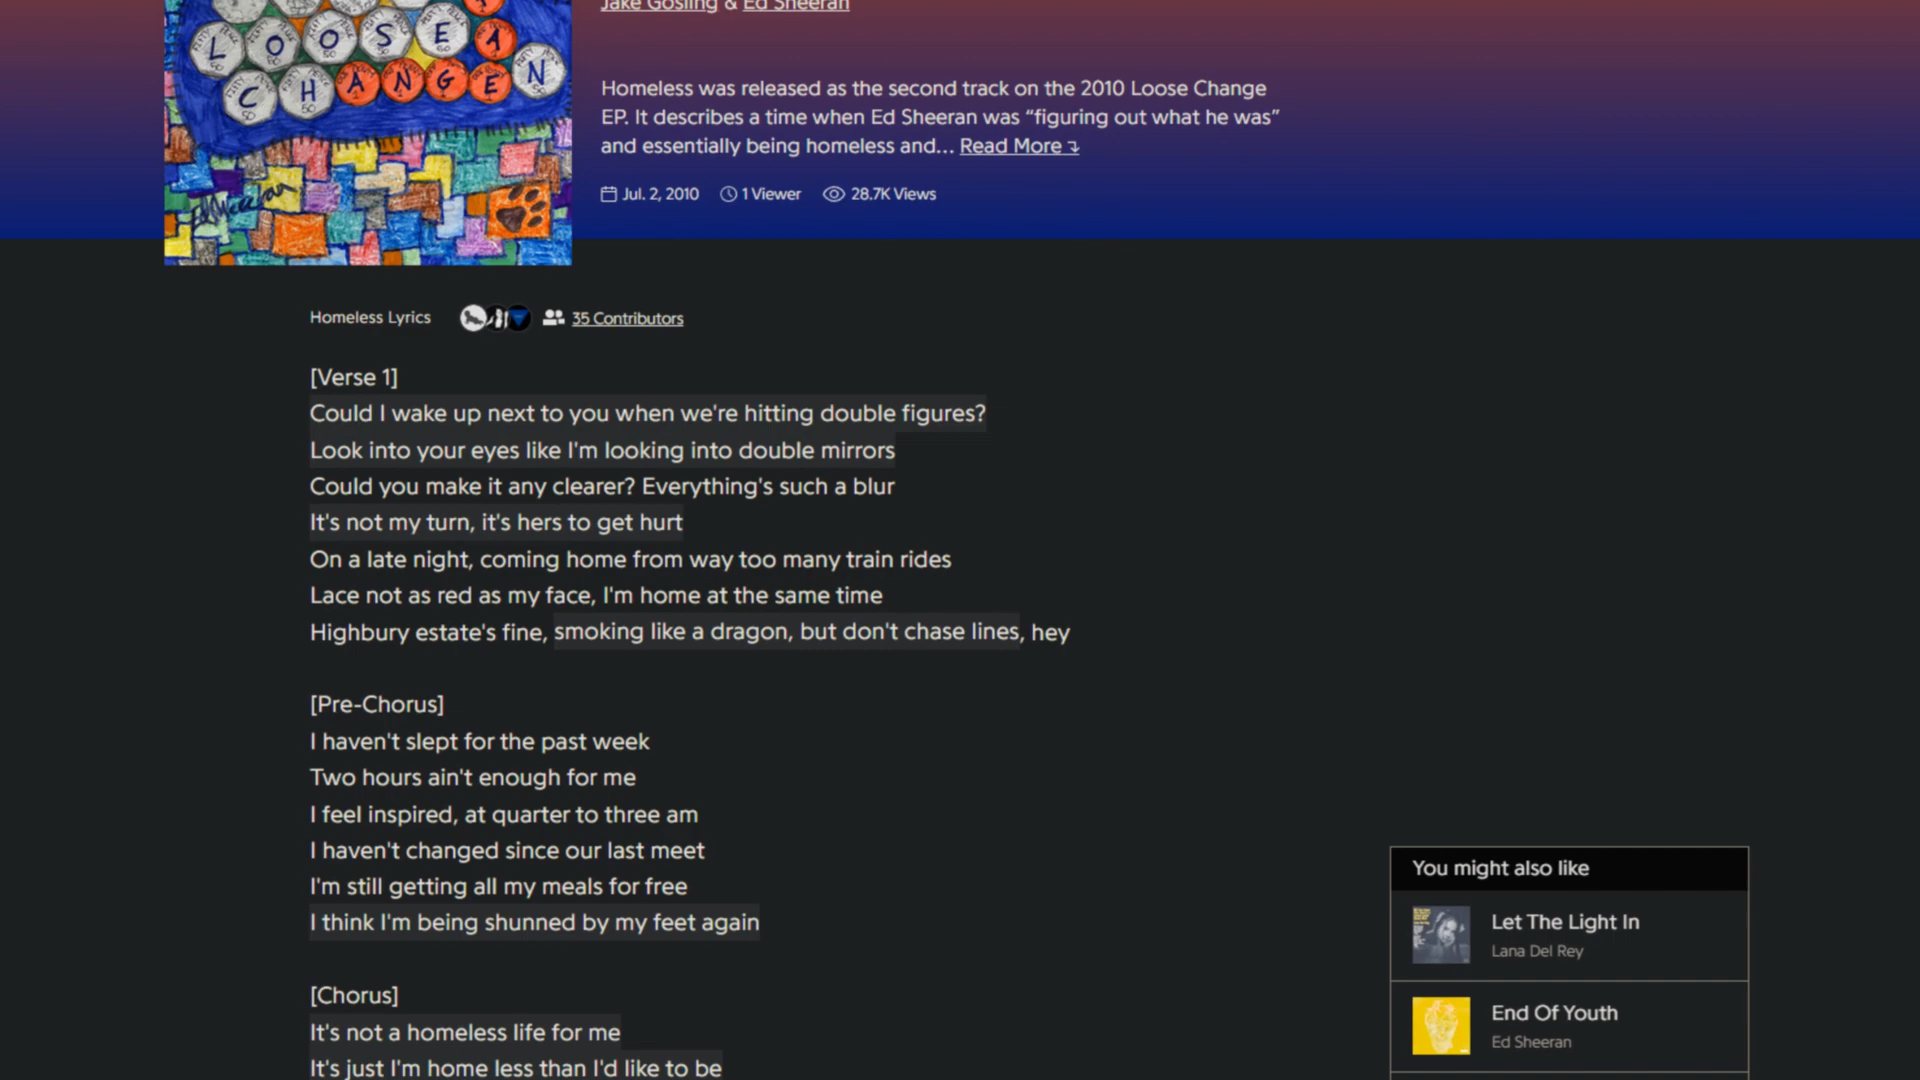 Jake Gosling & Ed Sheeran
LOOSE
CHANGE
Homeless was released as the second track on the 2010 Loose Change
EP. It describes a time when Ed Sheeran was “figuring out what he was”
and essentially being homeless and... Read More
Jul. 2, 2010 1 Viewer 28.7K Views
Homeless Lyrics 35 Contributors
[Verse 1]
Could I wake up next to you when we're hitting double figures?
Look into your eyes like I'm looking into double mirrors
Could you make it any clearer? Everything's such a blur
It's not my turn, it's hers to get hurt
On a late night, coming home from way too many train rides
Lace not as red as my face, I'm home at the same time
Highbury estate's fine, smoking like a dragon, but don't chase lines, hey
[Pre-Chorus]
I haven't slept for the past week
Two hours ain't enough for me
I feel inspired, at quarter to three am
I haven't changed since our last meet
I'm still getting all my meals for free
I think I'm being shunned by my feet again
[Chorus]
It's not a homeless life for me
It's just I'm home less than I'd like to be
You might also like
Let The Light In
Lana Del Rey
End Of Youth
Ed Sheeran